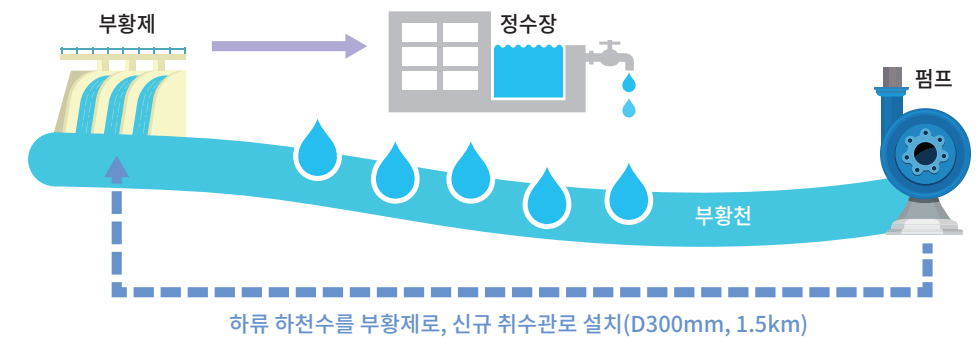 부황제
정수장
펌프
부황천
하류 하천수를 부황제로, 신규 취수관로 설치(D300mm, 1.5km)